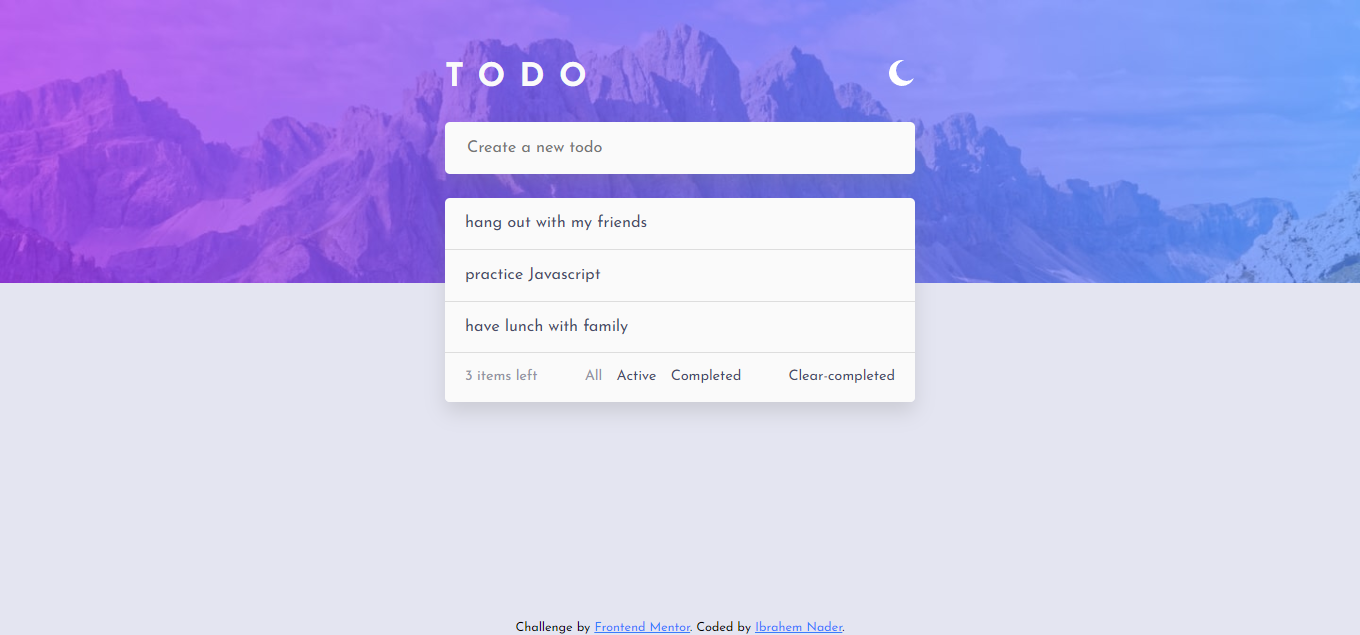 TODO
Create a new todo
hang out with my friends
practice Javascript
have lunch with family
3 items left All Active Completed Clear-completed
Challenge by Frontend Mentor. Coded by Ibrahem Nader.